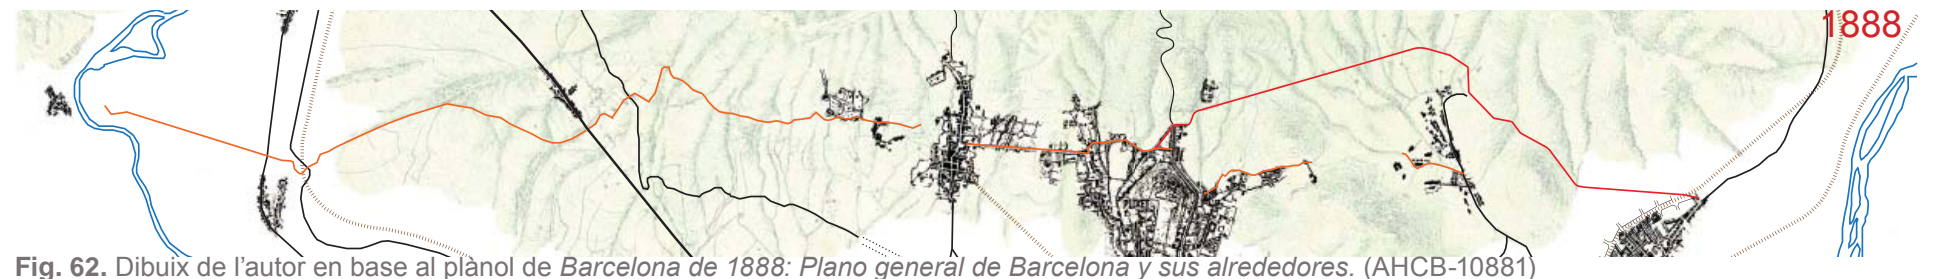 1888
PUTXET
Fig. 62. Dibuix de l'autor en base al plànol de Barcelona de 1888: Plano general de Barcelona y sus alrededores. (AHCB-10881)